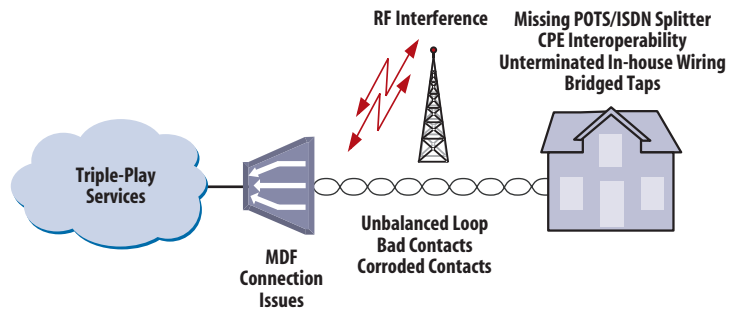 RF Interference
Missing POTS/ISDN Splitter
CPE Interoperability
Unterminated In-house Wiring
Bridged Taps
Triple-Play
Services
Unbalanced Loop
Bad Contacts
Corroded Contacts
MDF
Connection
Issues